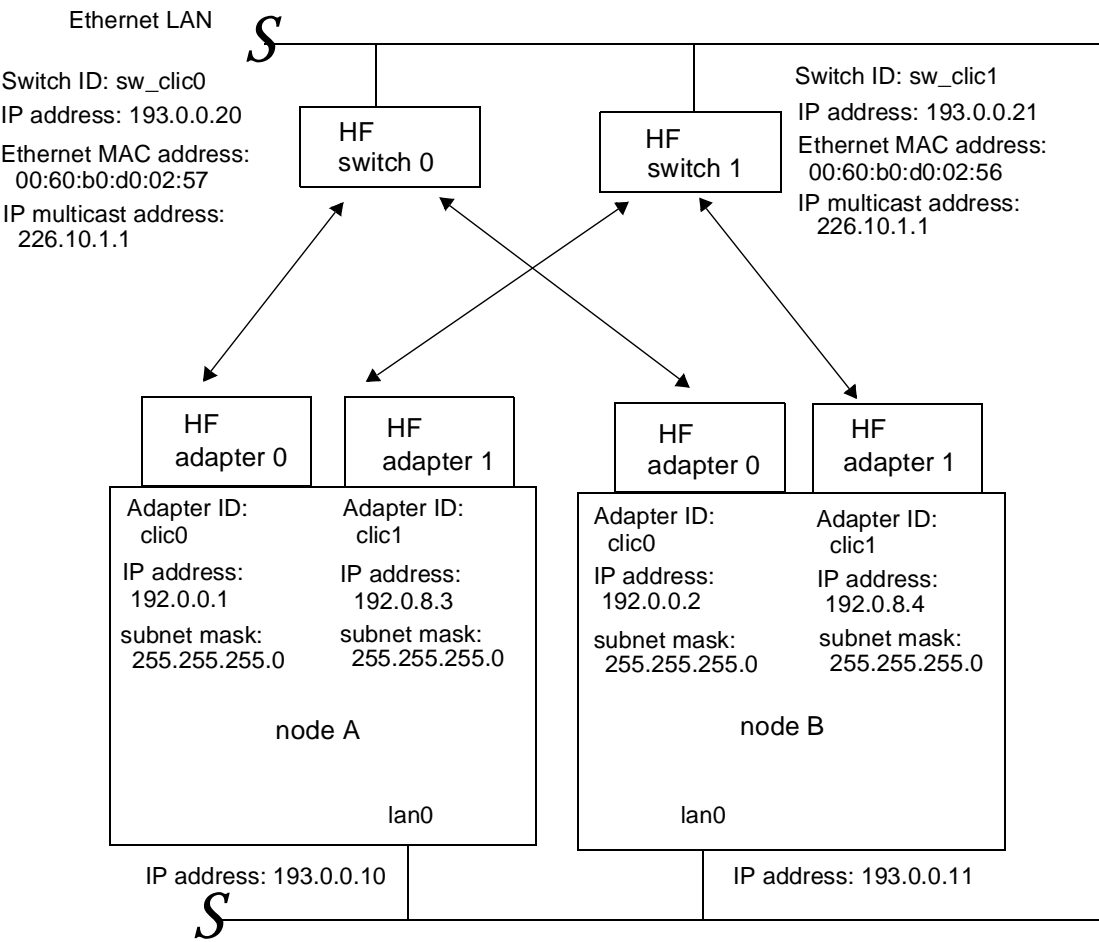 Ethernet LAN
S
Switch ID: sw_clic0
IP address: 193.0.0.20
Ethernet MAC address:
00:60:b0:d0:02:57
IP multicast address:
226.10.1.1
HF
switch 0
HF
switch 1
Switch ID: sw_clic1
IP address: 193.0.0.21
Ethernet MAC address:
00:60:b0:d0:02:56
IP multicast address:
226.10.1.1
HF
adapter 0
HF
adapter 1
HF
adapter 0
HF
adapter 1
Adapter ID:
clic0
IP address:
192.0.0.1
subnet mask:
255.255.255.0
Adapter ID:
clic1
IP address:
192.0.8.3
subnet mask:
255.255.255.0
node A
lan0
Adapter ID:
clic0
IP address:
192.0.0.2
subnet mask:
255.255.255.0
Adapter ID:
clic1
IP address:
192.0.8.4
subnet mask:
255.255.255.0
node B
lan0
IP address: 193.0.0.10
IP address: 193.0.0.11
S